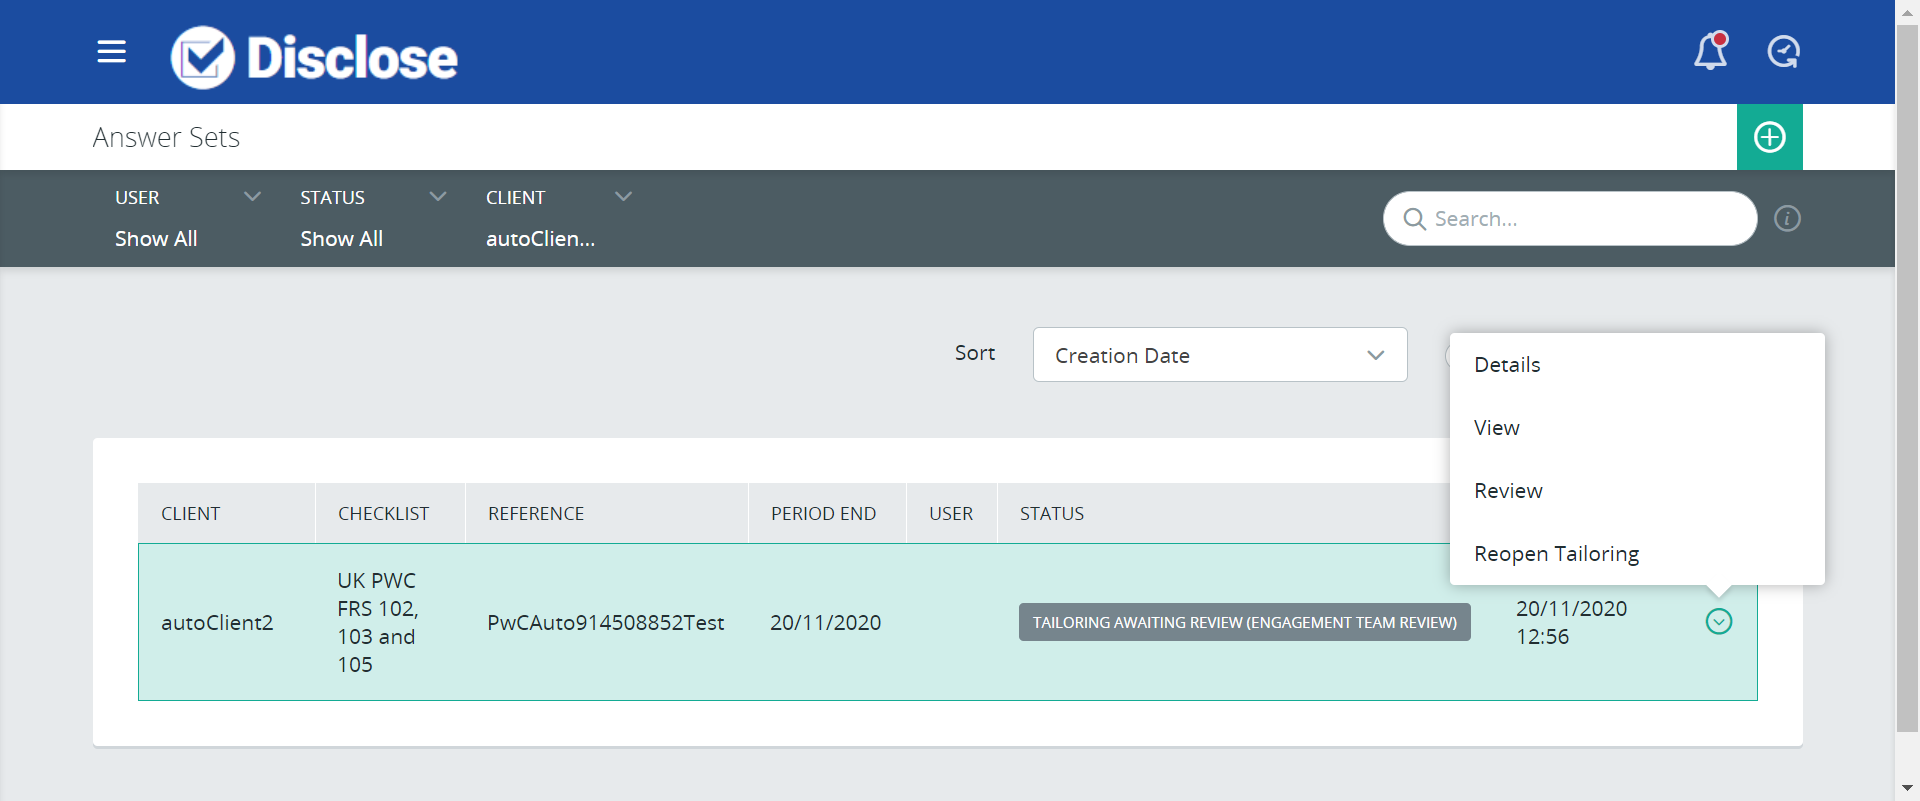 Disclose
Answer Sets
USER
Show All
STATUS
Show All
CLIENT
autoClien...
Search...
Sort
Creation Date
Details
View
Review
Reopen Tailoring
CLIENT
CHECKLIST
REFERENCE
PERIOD END
USER
STATUS
autoClient2
UK PWC
FRS 102,
103 and
105
PwCAuto914508852Test
20/11/2020
TAILORING AWAITING REVIEW (ENGAGEMENT TEAM REVIEW)
20/11/2020
12:56